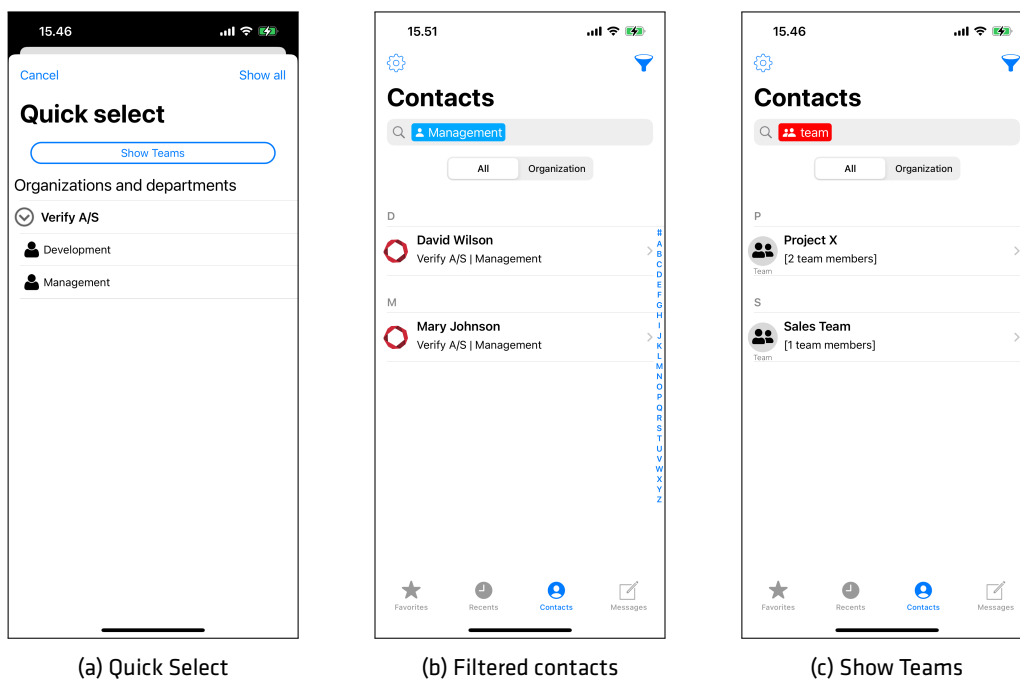 15.46
Cancel
Show all
Quick select
Show Teams
Organizations and departments
Verify A/S
Development
Management
(a) Quick Select
15.51
Contacts
Management
All
Organization
D
David Wilson
Verify A/S | Management
M
Mary Johnson
Verify A/S | Management
#
A
B
C
D
E
F
G
H
I
J
K
L
M
N
O
P
Q
R
S
T
U
V
W
X
Y
Z
Favorites
Recents
Contacts
Messages
(b) Filtered contacts
15.46
Contacts
team
All
Organization
P
Project X
[2 team members]
Team
S
Sales Team
[1 team members]
Team
Favorites
Recents
Contacts
Messages
(c) Show Teams